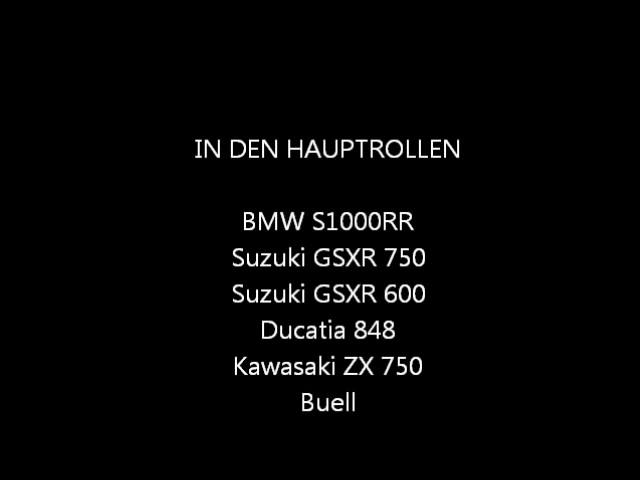 IN DEN HAUPTROLLEN
BMW S1000RR
Suzuki GSXR 750
Suzuki GSXR 600
Ducatia 848
Kawasaki ZX 750
Buell